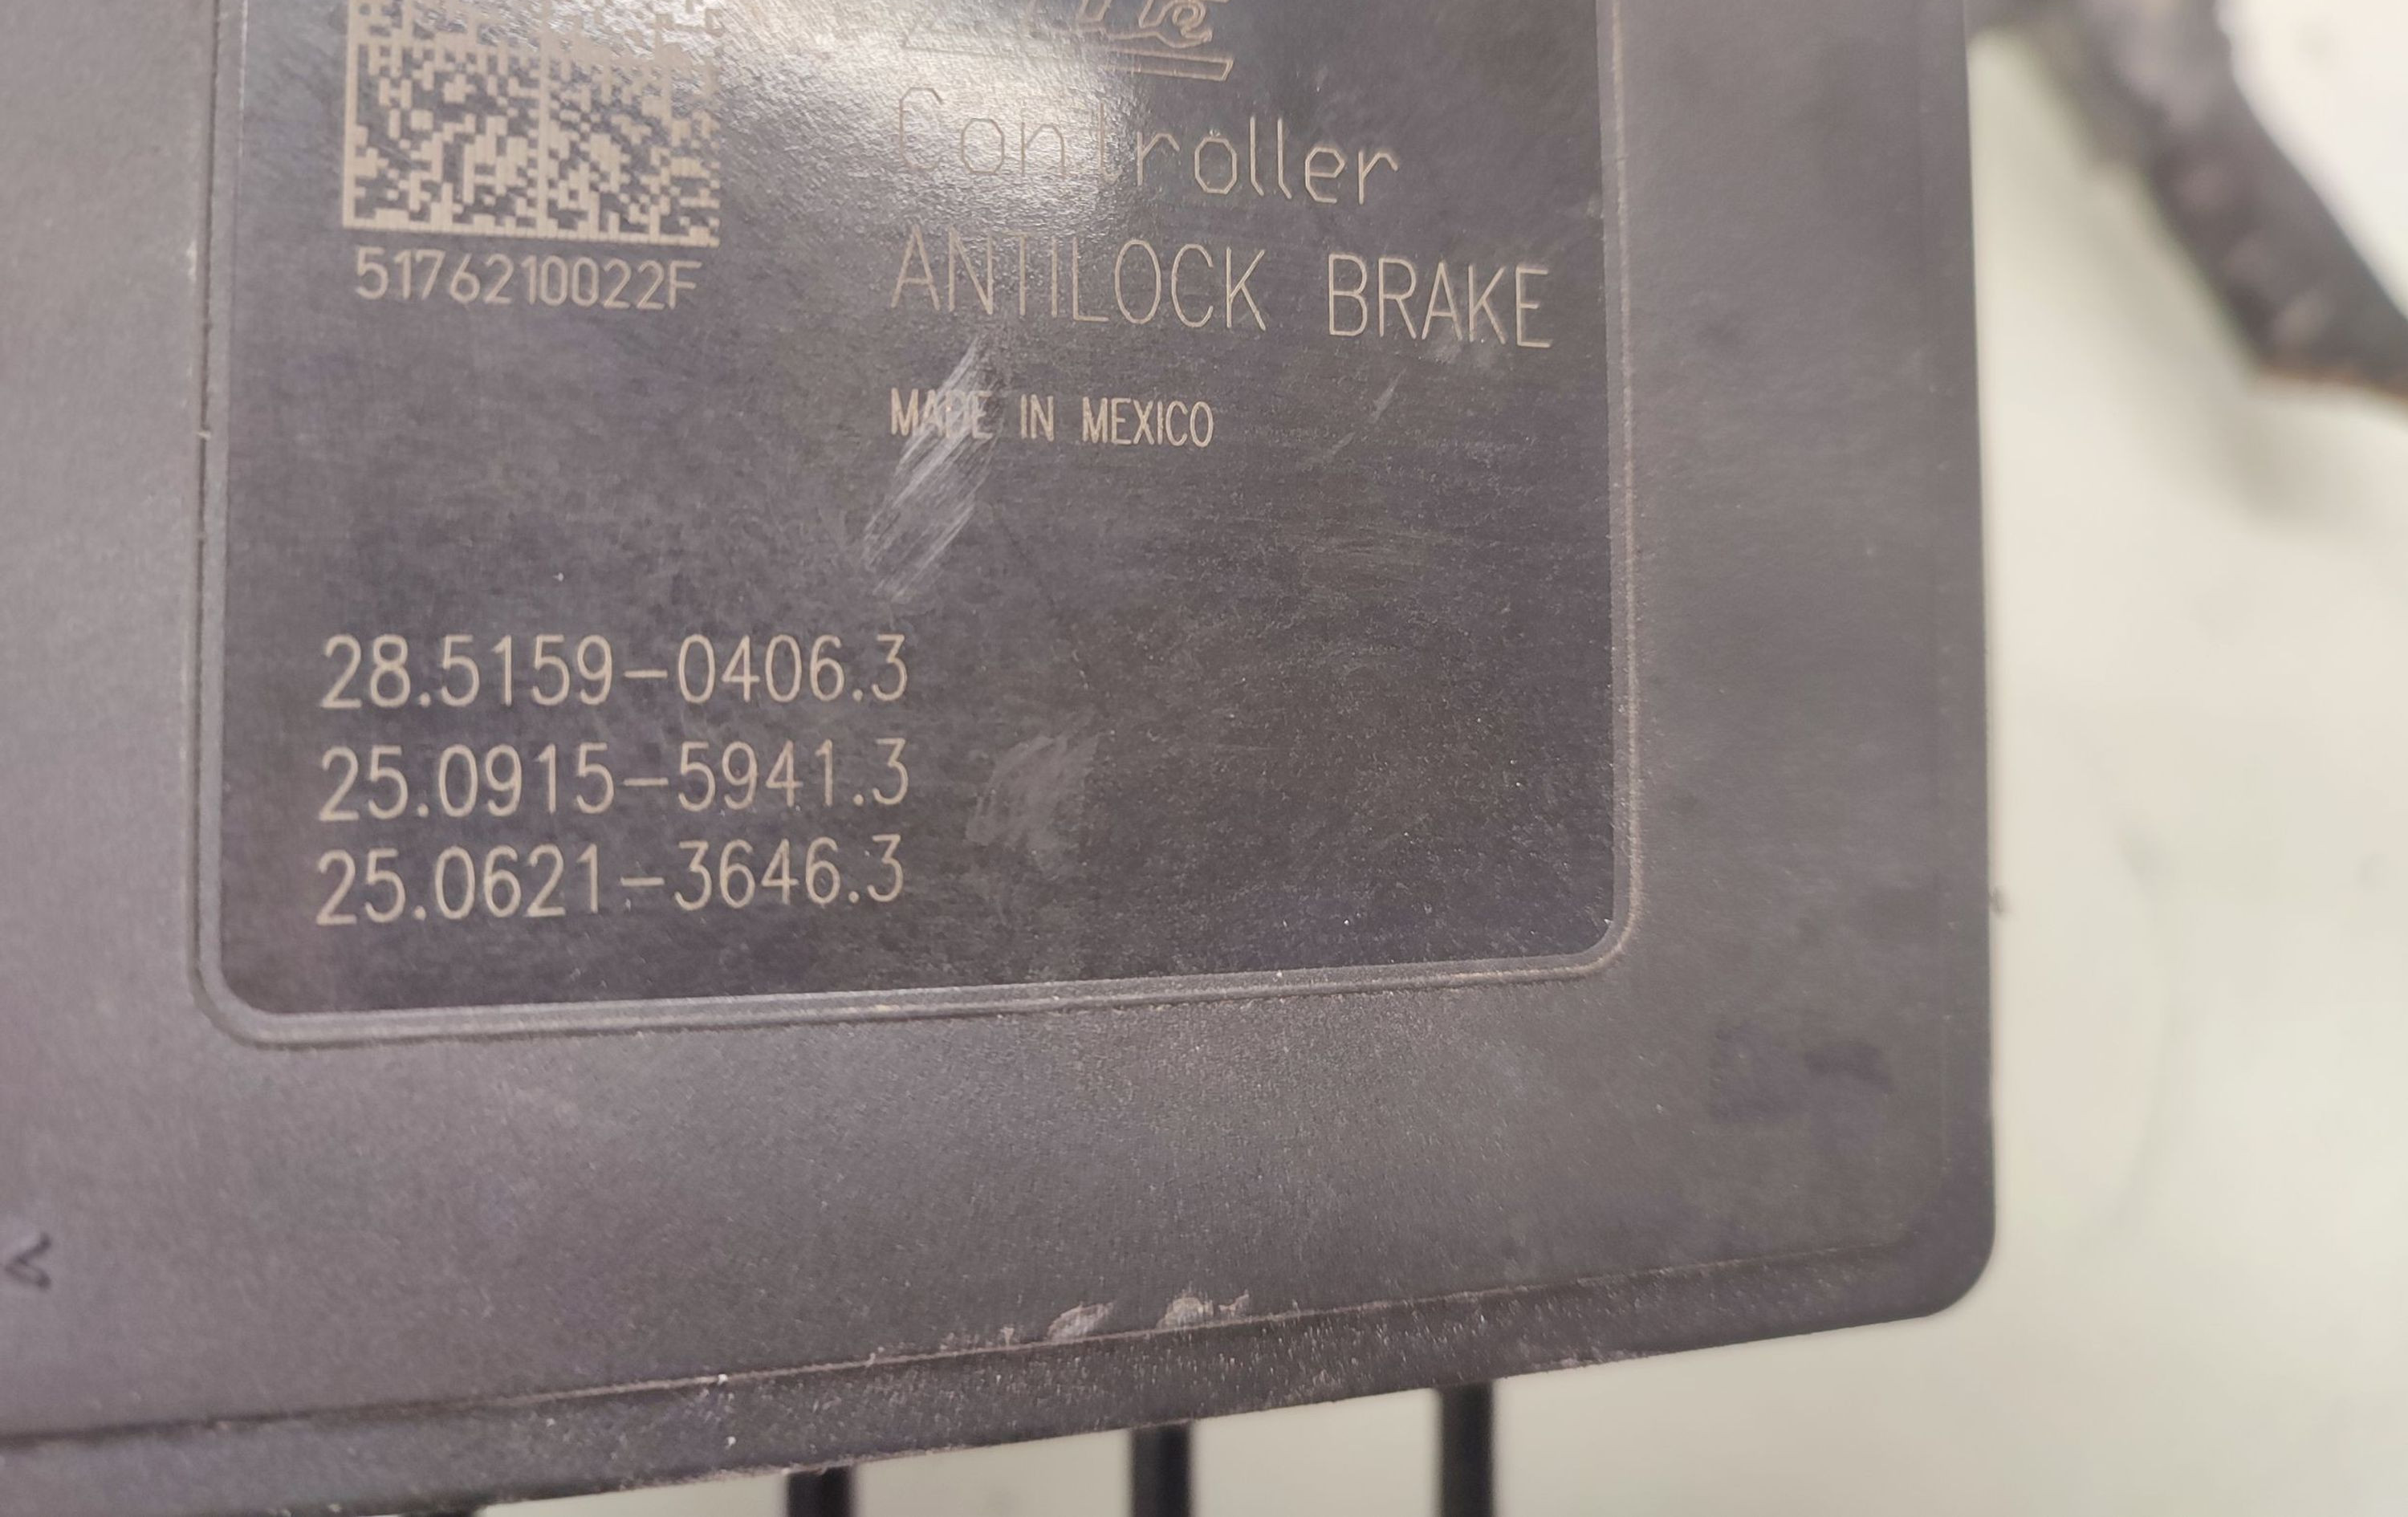 Controller
5176210022F
ANTILOCK BRAKE
MADE IN MEXICO
28.5159-0406.3
25.0915-5941.3
25.0621-3646.3